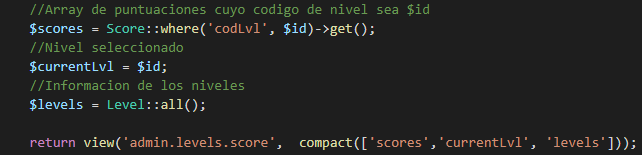 //Array de puntuaciones cuyo codigo de nivel sea $id
$scores = Score::where('codLvl', $id)->get();
//Nivel seleccionado
$currentLvl = $id;
//Informacion de los niveles
$levels = Level::all();
return view('admin.levels.score',  compact(['scores','currentLvl', 'levels']));